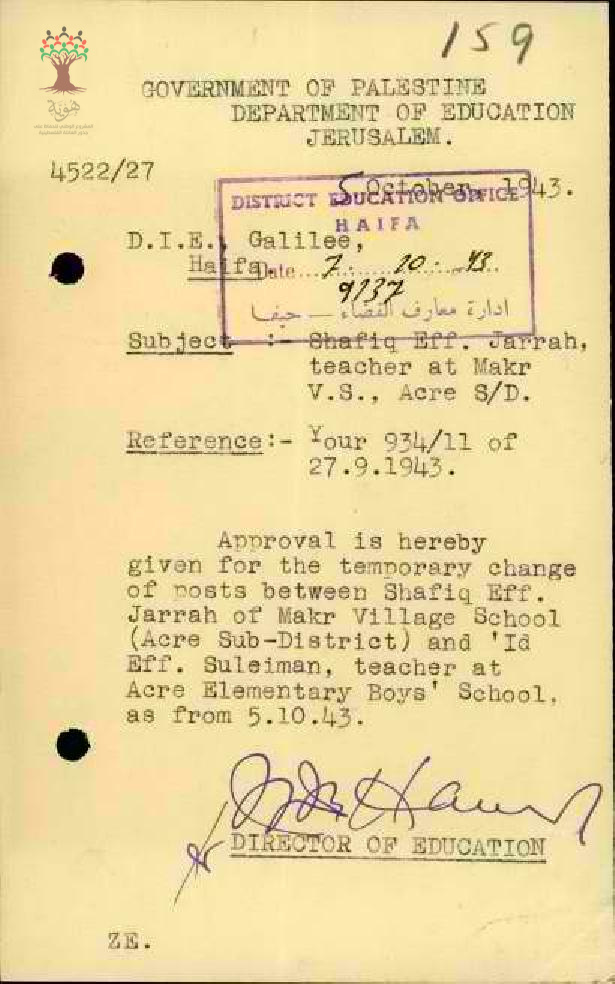 159
هوية
GOVERNMENT OF PALESTINE
DEPARTMENT OF EDUCATION
JERUSALEM.
4522/27
5 October, 1943.
DISTRICT EDUCATION OFFICE
HAIFA
D.I.E., Galilee,
Haifa.
Date... 7. 10. 43.
9737
ادارة معارف القضاء – حيفا
Subject :- Shafiq Eff. Jarrah,
teacher at Makr
V.S., Acre S/D.
Reference:- Your 934/11 of
27.9.1943.
Approval is hereby
given for the temporary change
of posts between Shafiq Eff.
Jarrah of Makr Village School
(Acre Sub-District) and 'Id
Eff. Suleiman, teacher at
Acre Elementary Boys' School,
as from 5.10.43.
DIRECTOR OF EDUCATION
ZE.